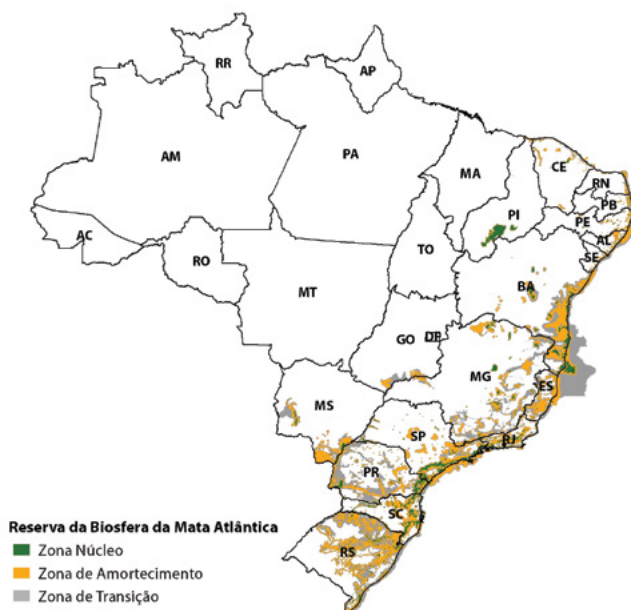 RR
AP
AM
PA
MA
CE
RN
PB
PI
PE
AL
SE
AC
TO
RO
BA
MT
GO
DF
MG
ES
MS
SP
RJ
PR
SC
RS
Reserva da Biosfera da Mata Atlântica
Zona Núcleo
Zona de Amortecimento
Zona de Transição